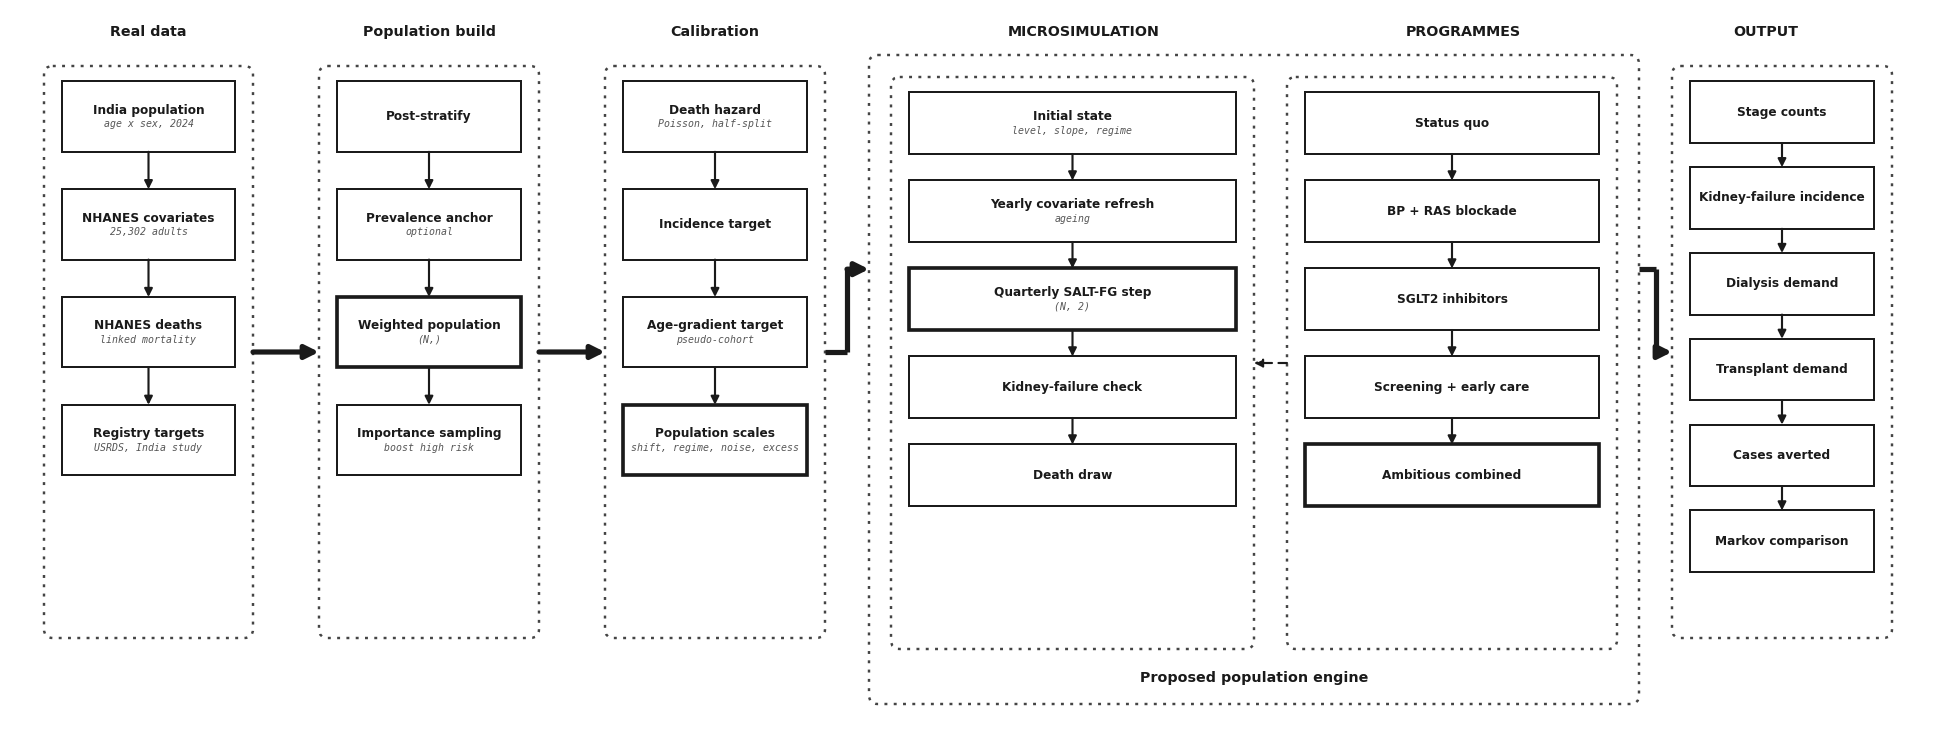 Real data
India population
age x sex, 2024
NHANES covariates
25,302 adults
NHANES deaths
linked mortality
Registry targets
USRDS, India study
Population build
Post-stratify
Prevalence anchor
optional
Weighted population
(N,)
Importance sampling
boost high risk
Calibration
Death hazard
Poisson, half-split
Incidence target
Age-gradient target
pseudo-cohort
Population scales
shift, regime, noise, excess
MICROSIMULATION
Initial state
level, slope, regime
Yearly covariate refresh
ageing
Quarterly SALT-FG step
(N, 2)
Kidney-failure check
Death draw
PROGRAMMES
Status quo
BP + RAS blockade
SGLT2 inhibitors
Screening + early care
Ambitious combined
Proposed population engine
OUTPUT
Stage counts
Kidney-failure incidence
Dialysis demand
Transplant demand
Cases averted
Markov comparison